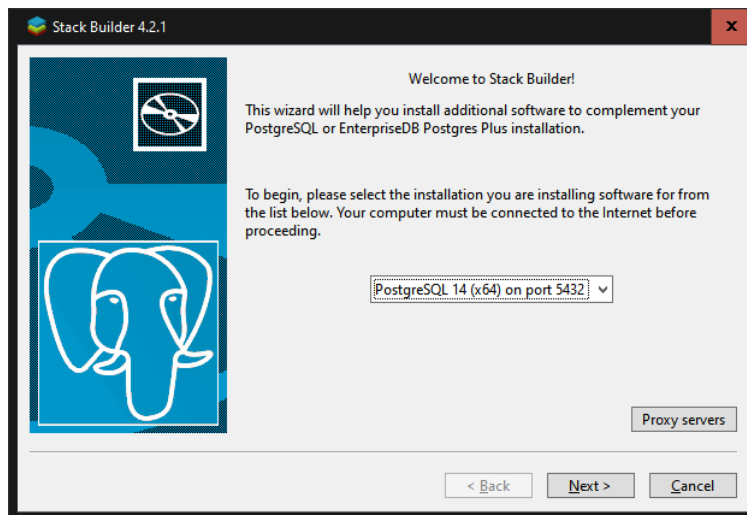 Stack Builder 4.2.1
x
Welcome to Stack Builder!
This wizard will help you install additional software to complement your
PostgreSQL or EnterpriseDB Postgres Plus installation.
To begin, please select the installation you are installing software for from
the list below. Your computer must be connected to the Internet before
proceeding.
PostgreSQL 14 (x64) on port 5432
Proxy servers
< Back
Next >
Cancel